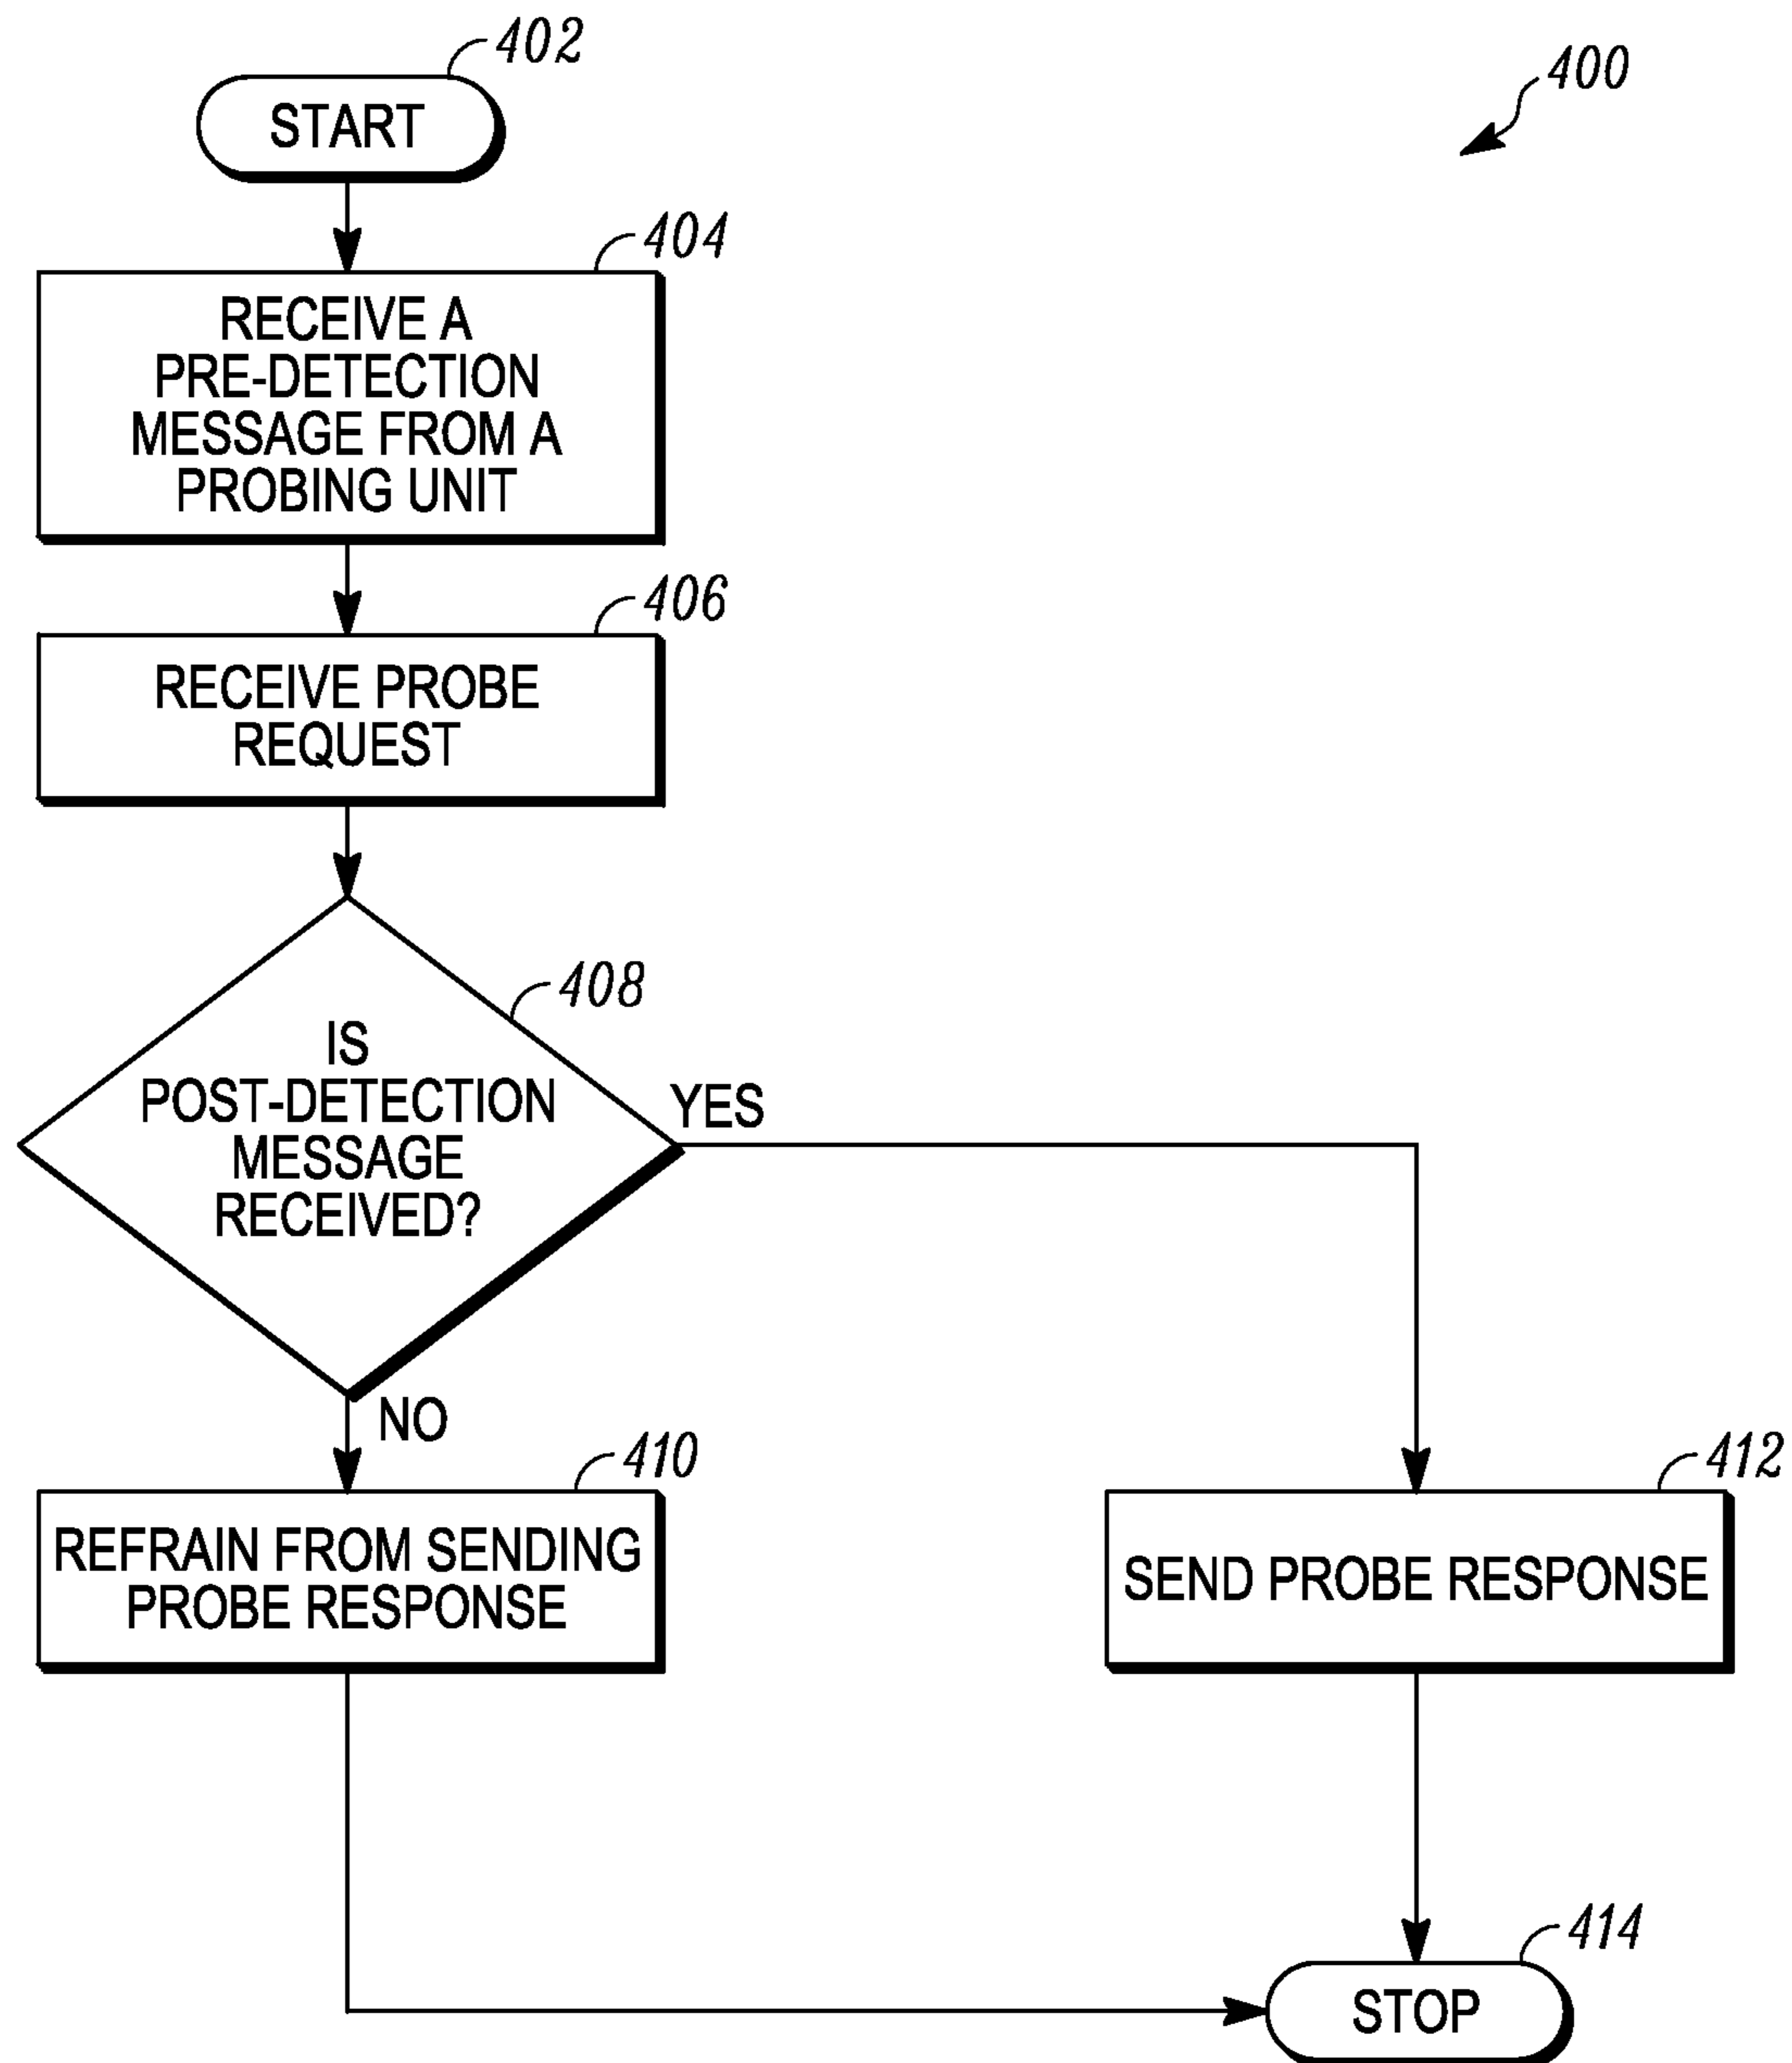 402
400
START
404
RECEIVE A
PRE-DETECTION
MESSAGE FROM A
PROBING UNIT
406
RECEIVE PROBE
REQUEST
408
IS
POST-DETECTION
MESSAGE
RECEIVED?
YES
NO
410
REFRAIN FROM SENDING
PROBE RESPONSE
412
SEND PROBE RESPONSE
414
STOP